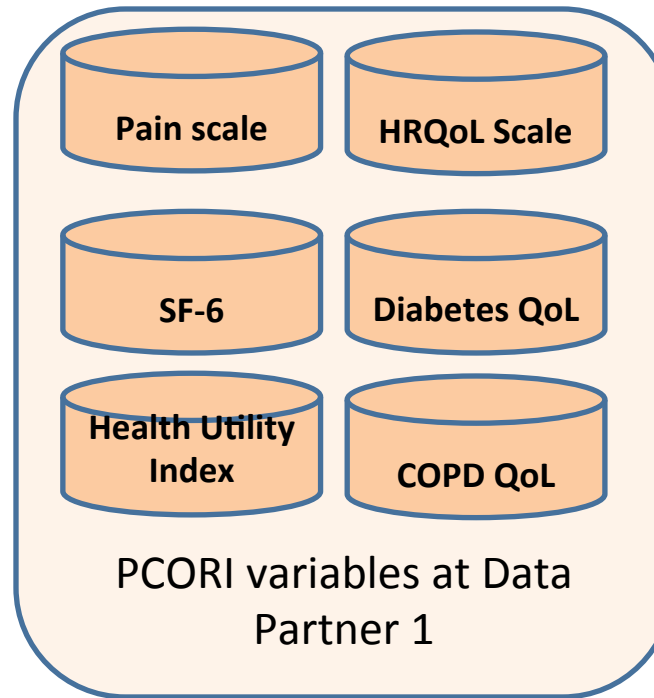 Pain scale
HRQoL Scale
SF-6
Diabetes QoL
Health Utility
Index
COPD QoL
PCORI variables at Data
Partner 1